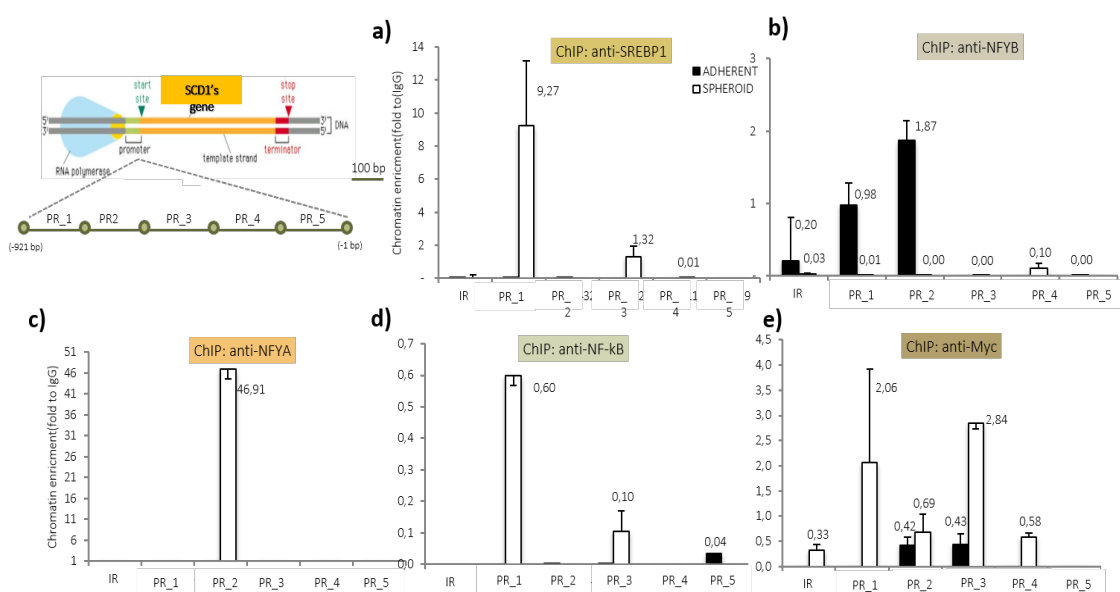 a)
ChIP: anti-SREBP1
Chromatin enricment(fold to(IgG)
14
12
10
8
6
4
2
-
9,27
1,32
0,01
ADHERENT
SPHEROID
IR
PR_1
PR_
2
PR_
3
PR_
4
PR_
5
b)
ChIP: anti-NFYB
3
2
1
0
0,20
0,03
0,98
0,01
1,87
0,00
0,00
0,10
0,00
IR
PR_1
PR_2
PR_3
PR_4
PR_5
start
site
SCD1's
gene
stop
site
5'
3'
3'
5'
DNA
promoter
template strand
terminator
RNA polymerase
100 bp
PR_1
PR2
PR_3
PR_4
PR_5
(-921 bp)
(-1 bp)
c)
ChIP: anti-NFYA
Chromatin enricment(fold to IgG)
51
46
41
36
31
26
21
16
11
6
1
46,91
IR
PR_1
PR_2
PR_3
PR_4
PR_5
d)
ChIP: anti-NF-kB
0,7
0,6
0,5
0,4
0,3
0,2
0,1
0,0
0,60
0,10
0,04
IR
PR_1
PR_2
PR_3
PR_4
PR_5
e)
ChIP: anti-Myc
4,5
4,0
3,5
3,0
2,5
2,0
1,5
1,0
0,5
0,0
0,33
2,06
0,42
0,69
0,43
2,84
0,58
IR
PR_1
PR_2
PR_3
PR_4
PR_5